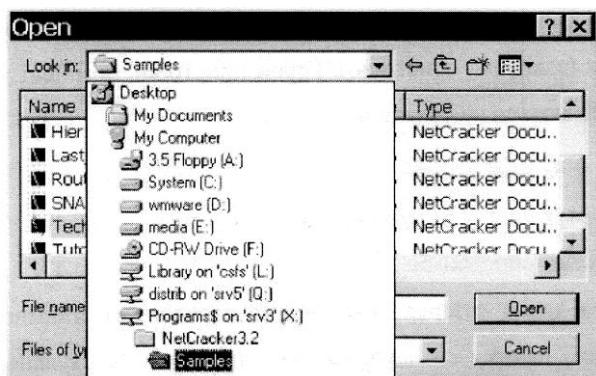 Open
Look in: Samples
Desktop
My Documents
My Computer
3.5 Floppy (A:)
System (C:)
vmware (D:)
media (E:)
CD-RW Drive (F:)
Library on 'csfs' (L:)
distrib on 'srv5' (Q:)
Programs$ on 'srv3' (X:)
NetCracker3.2
Samples
Name Type
Hier NetCracker Docu..
Last NetCracker Docu..
Rout NetCracker Docu..
SNA NetCracker Docu..
Tech NetCracker Docu..
Tuto NetCracker Docu..
File name Open
Files of ty Cancel